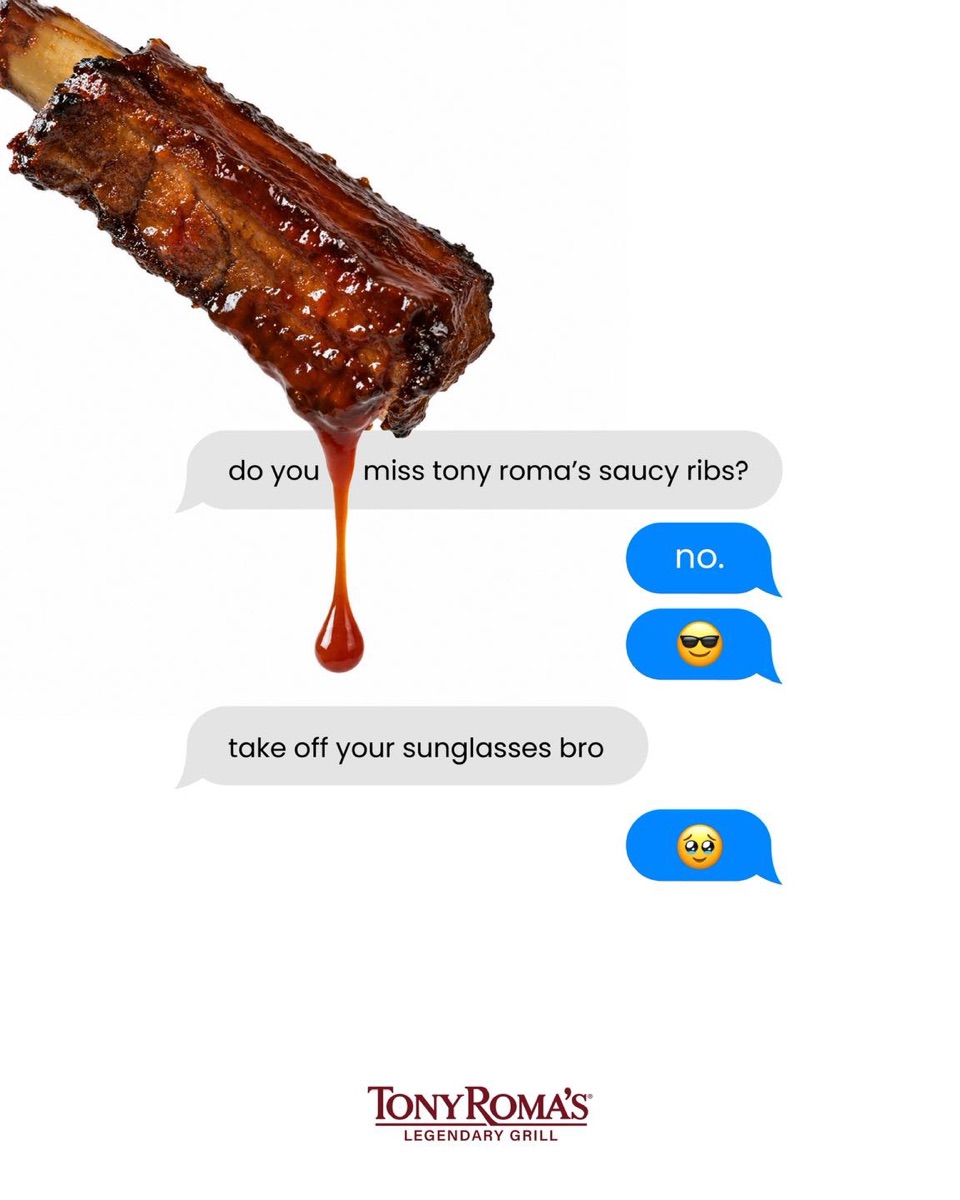 do you miss tony roma’s saucy ribs?
no.
😎
take off your sunglasses bro
🥹
TONY ROMA'S®
LEGENDARY GRILL